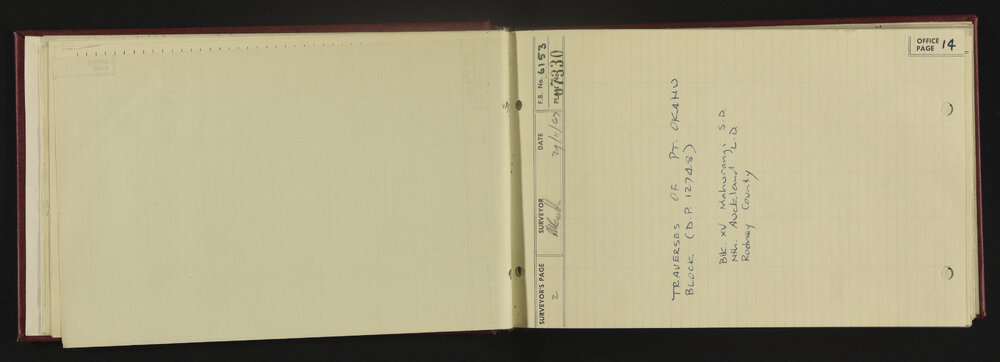 OFFICE PAGE 14
SURVEYOR'S PAGE 2
SURVEYOR
DATE 29/11/67
F.B. No. 6153
PLAN No. 67330
TRAVERSES OF PT. OKAHU
BLOCK (D.P. 12748)
Blk. XV Mahurangi S.D
Nth. Auckland L.D
Rodney County